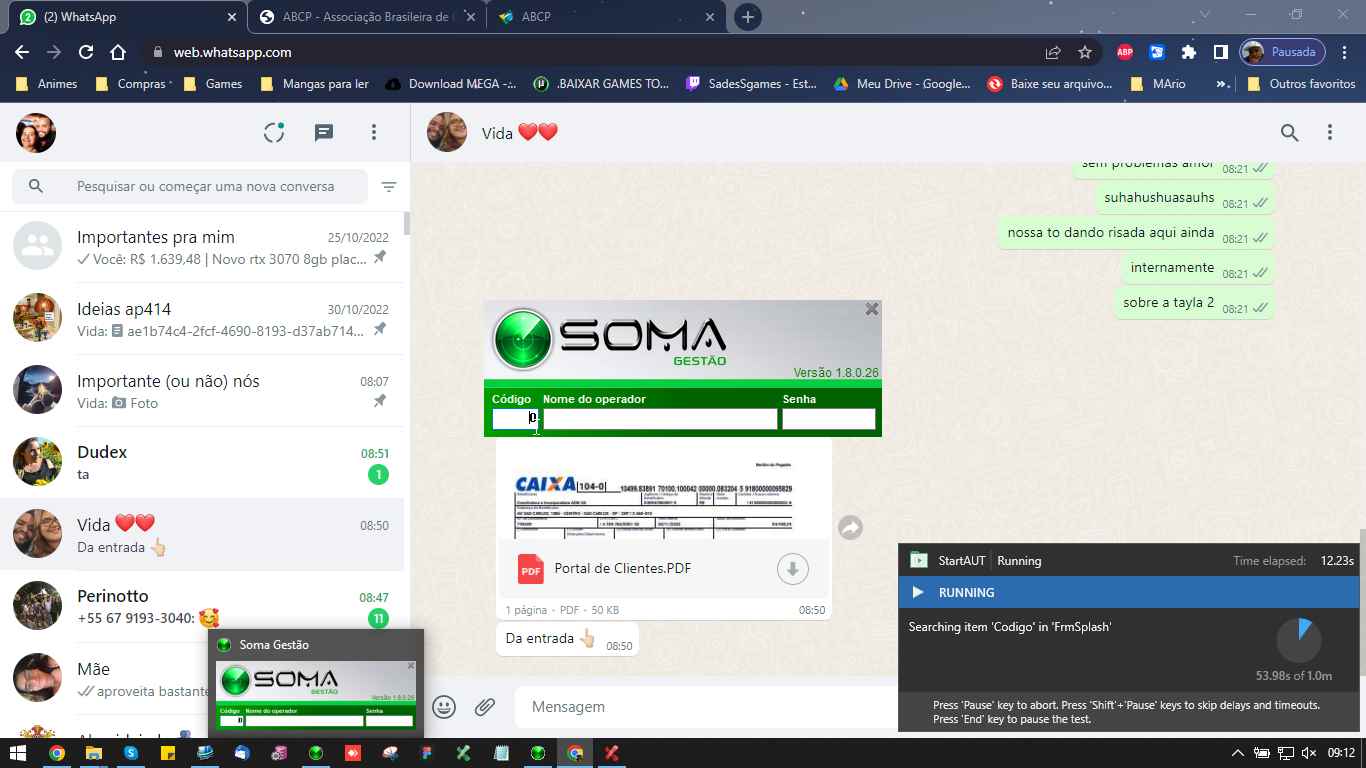 (2) WhatsApp
ABCP - Associação Brasileira de
ABCP
web.whatsapp.com
ABP
Pausada
Animes
Compras
Games
Mangas para ler
Download MEGA -...
.BAIXAR GAMES TO...
SadesSgames - Est...
Meu Drive - Google...
Baixe seu arquivo...
MArio
Outros favoritos
Vida ❤️❤️
Pesquisar ou começar uma nova conversa
Importantes pra mim 25/10/2022
Você: R$ 1.639,48 | Novo rtx 3070 8gb plac...
Ideias ap414 30/10/2022
Vida: ae1b74c4-2fcf-4690-8193-d37ab714...
Importante (ou não) nós 08:07
Vida: Foto
Dudex 08:51
ta 1
Vida ❤️❤️ 08:50
Da entrada 👆🏻
Perinotto 08:47
+55 67 9193-3040: 🥰 11
Mãe
aproveita bastante
sem problemas amor 08:21
suhahushuasauhs 08:21
nossa to dando risada aqui ainda 08:21
internamente 08:21
sobre a tayla 2 08:21
SOMA
GESTÃO
Versão 1.8.0.26
Código Nome do operador Senha
0
Recibo do Pagador
CAIXA 104-0
PDF Portal de Clientes.PDF
1 página · PDF · 50 KB 08:50
Da entrada 👆🏻 08:50
Mensagem
Soma Gestão
SOMA
GESTÃO
Versão 1.8.0.26
Código Nome do operador Senha
0
StartAUT Running Time elapsed: 12.23s
RUNNING
Searching item 'Codigo' in 'FrmSplash'
53.98s of 1.0m
Press 'Pause' key to abort. Press 'Shift'+'Pause' keys to skip delays and timeouts.
Press 'End' key to pause the test.
09:12